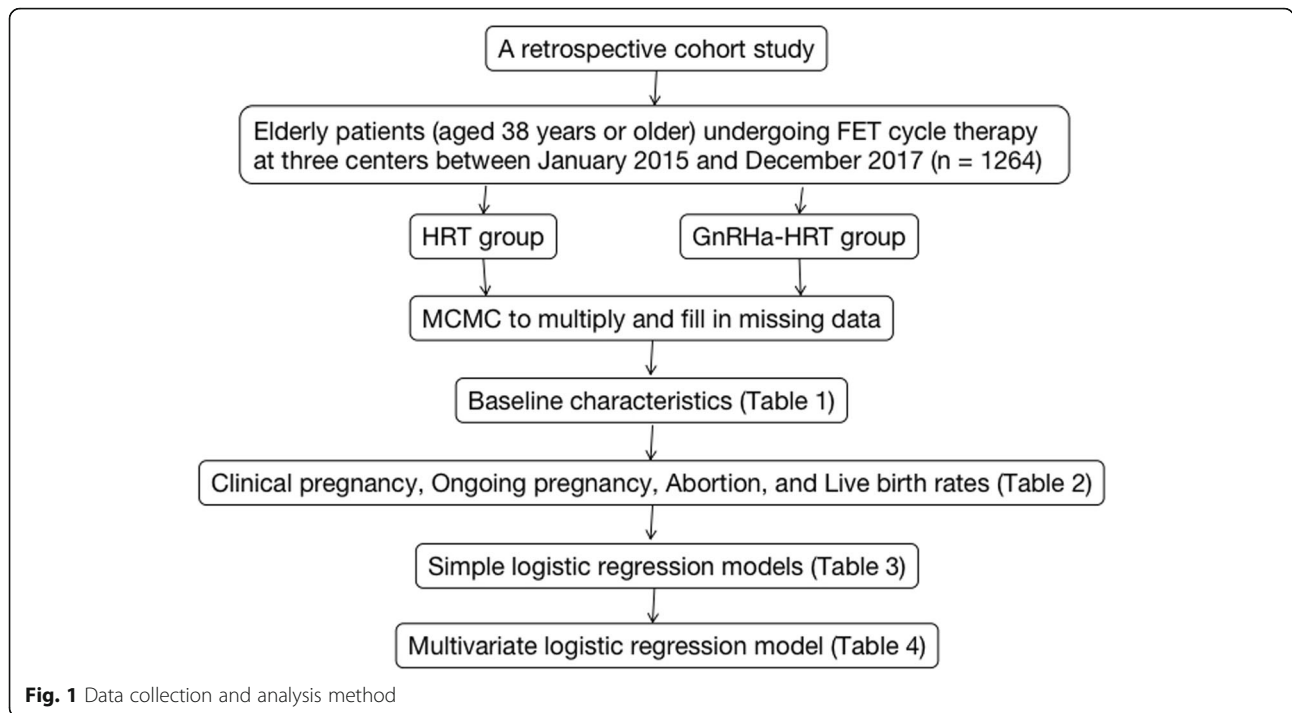 A retrospective cohort study
Elderly patients (aged 38 years or older) undergoing FET cycle therapy
at three centers between January 2015 and December 2017 (n = 1264)
HRT group
GnRHa-HRT group
MCMC to multiply and fill in missing data
Baseline characteristics (Table 1)
Clinical pregnancy, Ongoing pregnancy, Abortion, and Live birth rates (Table 2)
Simple logistic regression models (Table 3)
Multivariate logistic regression model (Table 4)
Fig. 1 Data collection and analysis method